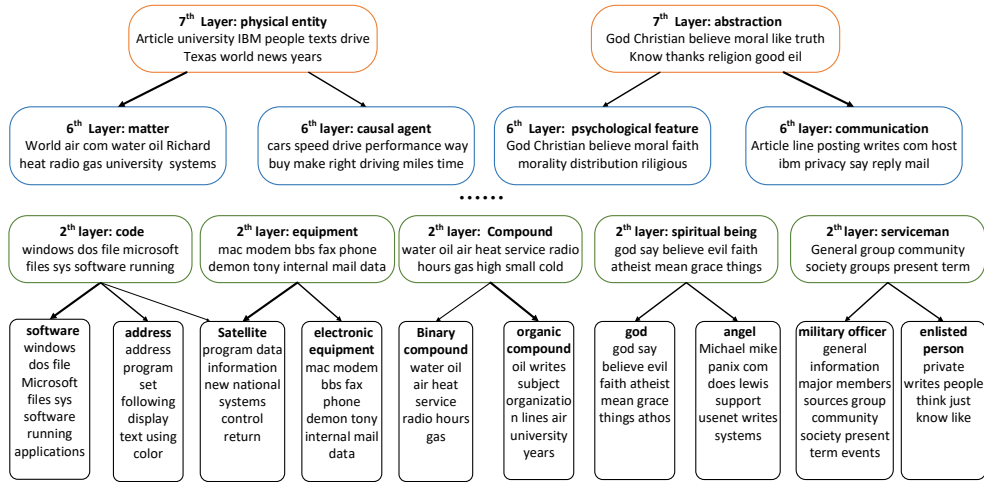 7th Layer: physical entity
Article university IBM people texts drive
Texas world news years
7th Layer: abstraction
God Christian believe moral like truth
Know thanks religion good eil
6th Layer: matter
World air com water oil Richard
heat radio gas university systems
6th layer: causal agent
cars speed drive performance way
buy make right driving miles time
6th Layer: psychological feature
God Christian believe moral faith
morality distribution riligious
6th Layer: communication
Article line posting writes com host
ibm privacy say reply mail
......
2th layer: code
windows dos file microsoft
files sys software running
2th layer: equipment
mac modem bbs fax phone
demon tony internal mail data
2th layer: Compound
water oil air heat service radio
hours gas high small cold
2th layer: spiritual being
god say believe evil faith
atheist mean grace things
2th layer: serviceman
General group community
society groups present term
software
windows
dos file
Microsoft
files sys
software
running
applications
address
address
program
set
following
display
text using
color
Satellite
program data
information
new national
systems
control
return
electronic
equipment
mac modem
bbs fax
phone
demon tony
internal mail
data
Binary
compound
water oil
air heat
service
radio hours
gas
organic
compound
oil writes
subject
organizatio
n lines air
university
years
god
god say
believe evil
faith atheist
mean grace
things athos
angel
Michael mike
panix com
does lewis
support
usenet writes
systems
military officer
general
information
major members
sources group
community
society present
term events
enlisted
person
private
writes people
think just
know like